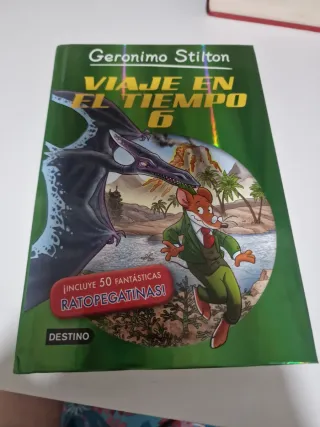 Geronimo Stilton
VIAJE EN
EL TIEMPO
6
¡INCLUYE 50 FANTÁSTICAS
RATOPEGATINAS!
DESTINO